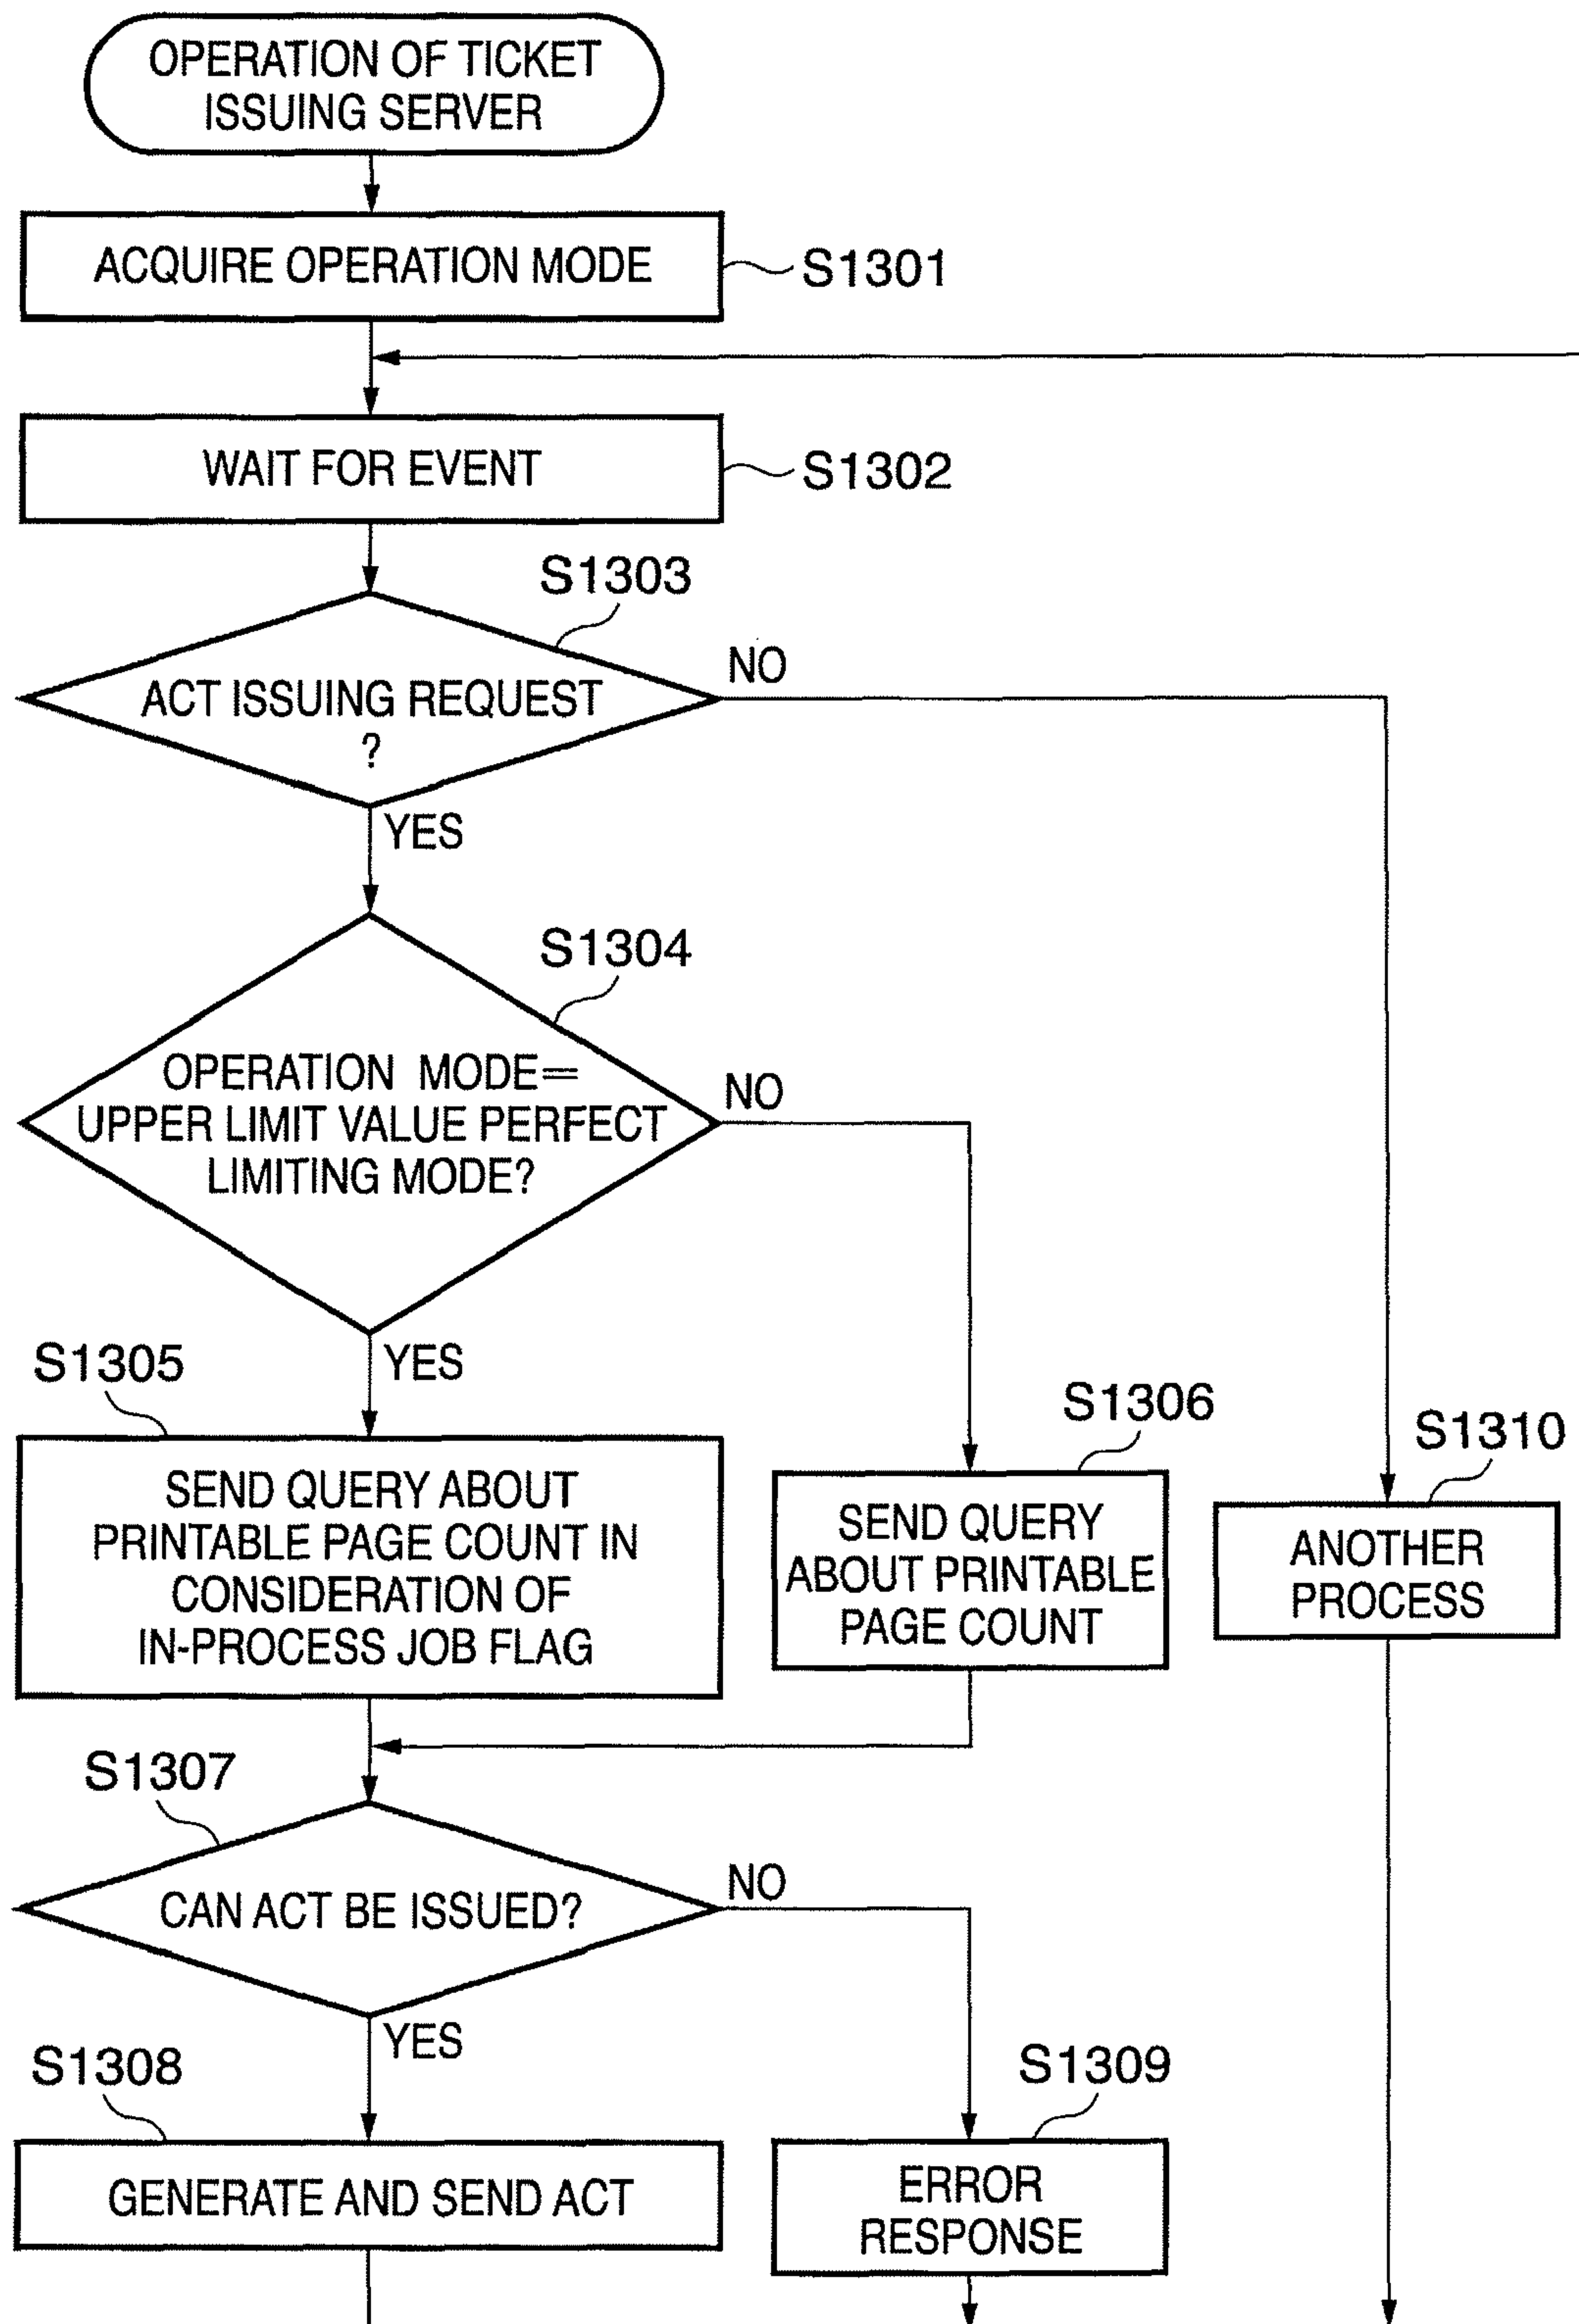 OPERATION OF TICKET
ISSUING SERVER
ACQUIRE OPERATION MODE
S1301
WAIT FOR EVENT
S1302
S1303
ACT ISSUING REQUEST
?
NO
YES
S1304
OPERATION MODE=
UPPER LIMIT VALUE PERFECT
LIMITING MODE?
NO
YES
S1305
SEND QUERY ABOUT
PRINTABLE PAGE COUNT IN
CONSIDERATION OF
IN-PROCESS JOB FLAG
S1306
SEND QUERY
ABOUT PRINTABLE
PAGE COUNT
S1310
ANOTHER
PROCESS
S1307
CAN ACT BE ISSUED?
NO
YES
S1308
GENERATE AND SEND ACT
S1309
ERROR
RESPONSE